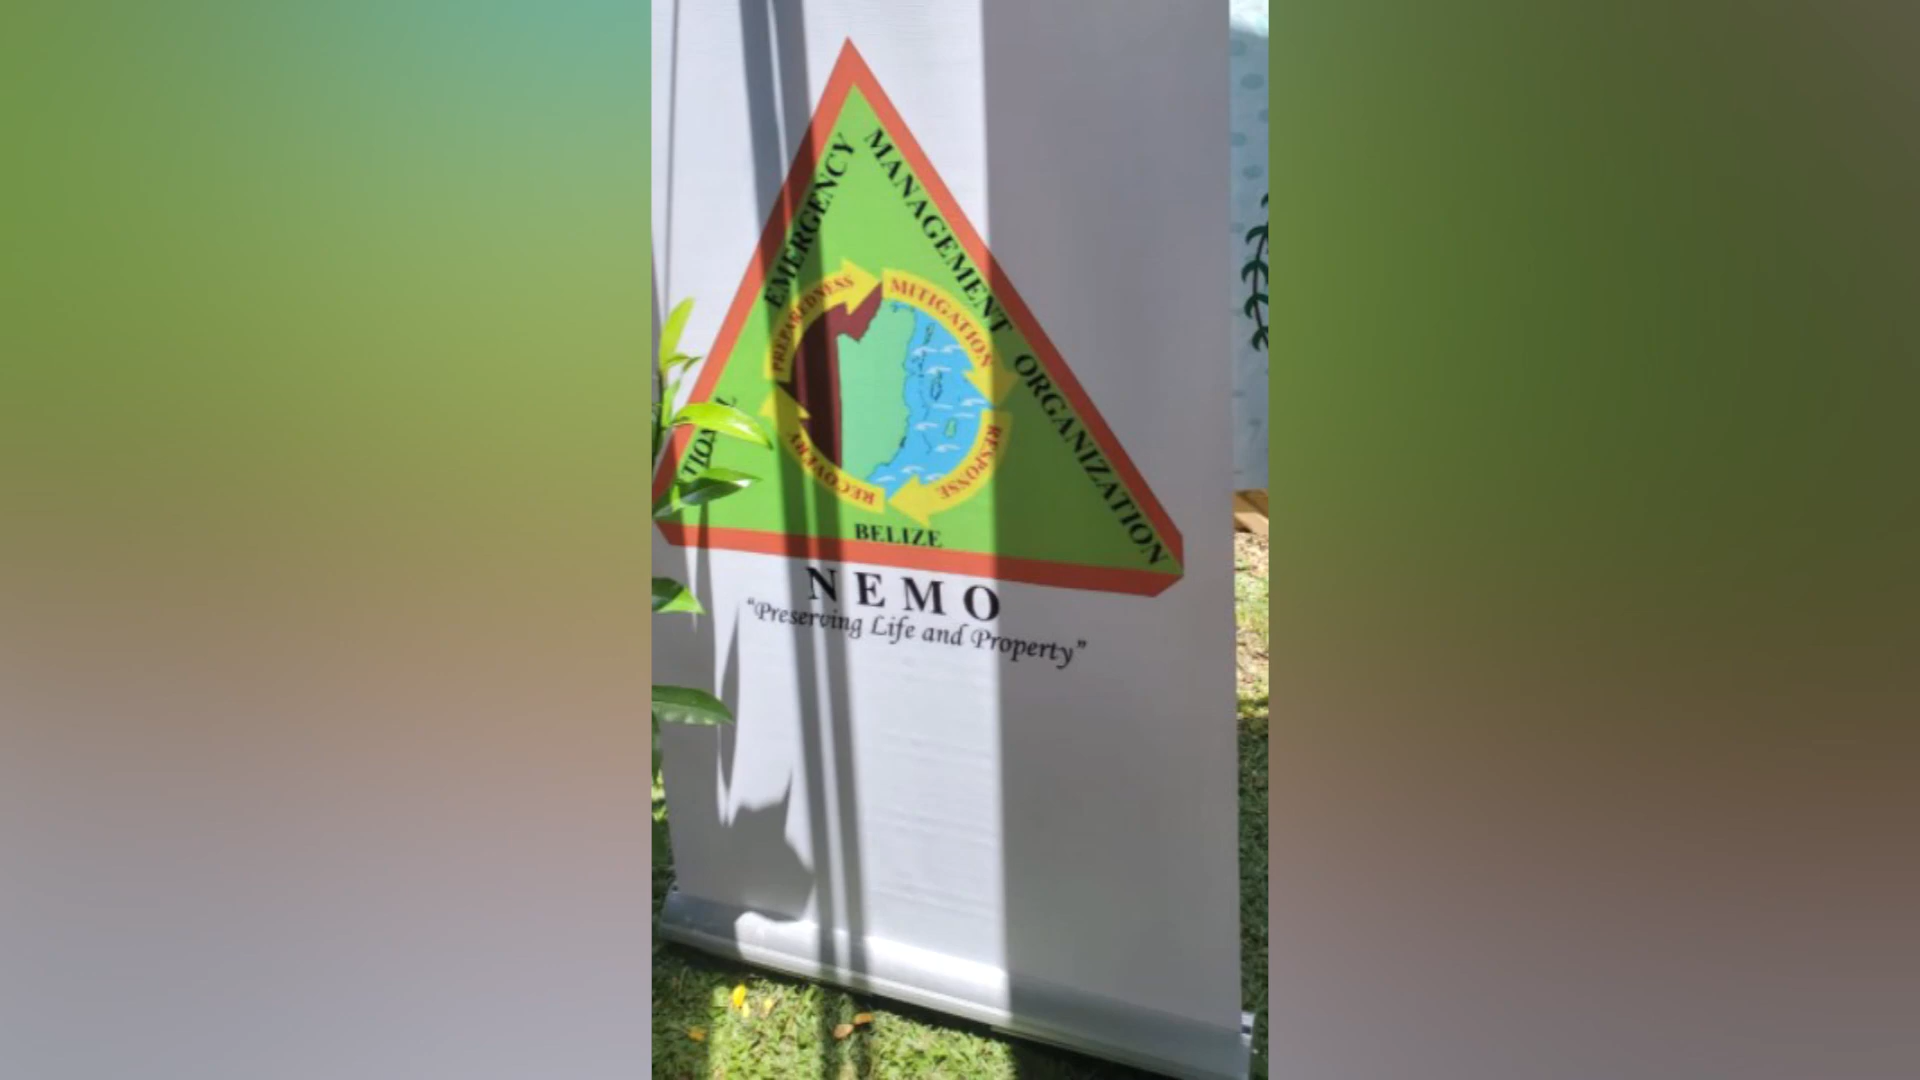 EMERGENCY
MANAGEMENT
ORGANIZATION
PREPAREDNESS
MITIGATION
RESPONSE
RECOVERY
BELIZE
NEMO
“Preserving Life and Property”